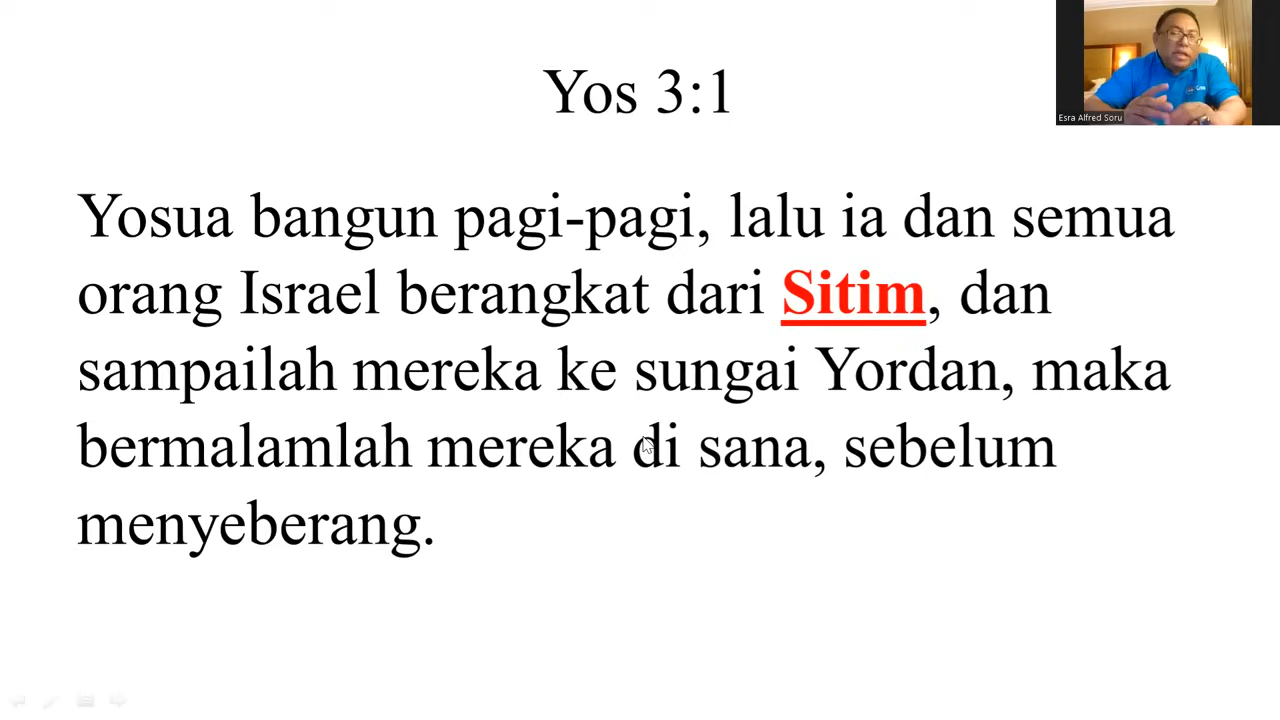 Yos 3:1
Esra Alfred Soru
Yosua bangun pagi-pagi, lalu ia dan semua
orang Israel berangkat dari Sitim, dan
sampailah mereka ke sungai Yordan, maka
bermalamlah mereka di sana, sebelum
menyeberang.